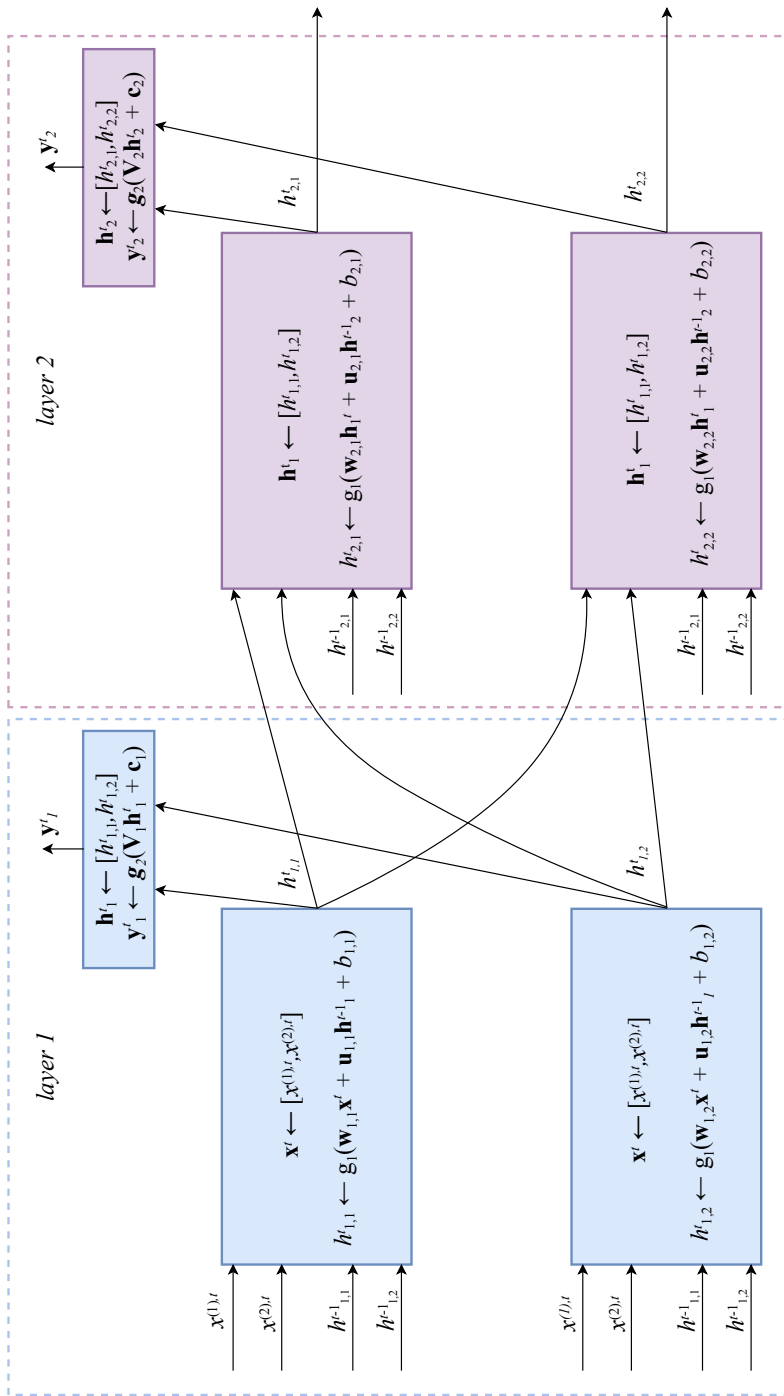 layer 1
layer 2
y^t_1
h^t_1 ← [h^t_{1,1}, h^t_{1,2}]
y^t_1 ← g_2(V_1h^t_1 + c_1)
y^t_2
h^t_2 ← [h^t_{2,1}, h^t_{2,2}]
y^t_2 ← g_2(V_2h^t_2 + c_2)
x^{(1),t}
x^{(2),t}
h^{t-1}_{1,1}
h^{t-1}_{1,2}
x^t ← [x^{(1),t}, x^{(2),t}]
h^t_{1,1} ← g_1(w_{1,1}x^t + u_{1,1}h^{t-1}_1 + b_{1,1})
h^t_{1,1}
h^{t-1}_{2,1}
h^{t-1}_{2,2}
h^t_1 ← [h^t_{1,1}, h^t_{1,2}]
h^t_{2,1} ← g_1(w_{2,1}h_1^t + u_{2,1}h^{t-1}_2 + b_{2,1})
h^t_{2,1}
x^{(1),t}
x^{(2),t}
h^{t-1}_{1,1}
h^{t-1}_{1,2}
x^t ← [x^{(1),t}, x^{(2),t}]
h^t_{1,2} ← g_1(w_{1,2}x^t + u_{1,2}h^{t-1}_1 + b_{1,2})
h^t_{1,2}
h^{t-1}_{2,1}
h^{t-1}_{2,2}
h^t_1 ← [h^t_{1,1}, h^t_{1,2}]
h^t_{2,2} ← g_1(w_{2,2}h^t_1 + u_{2,2}h^{t-1}_2 + b_{2,2})
h^t_{2,2}